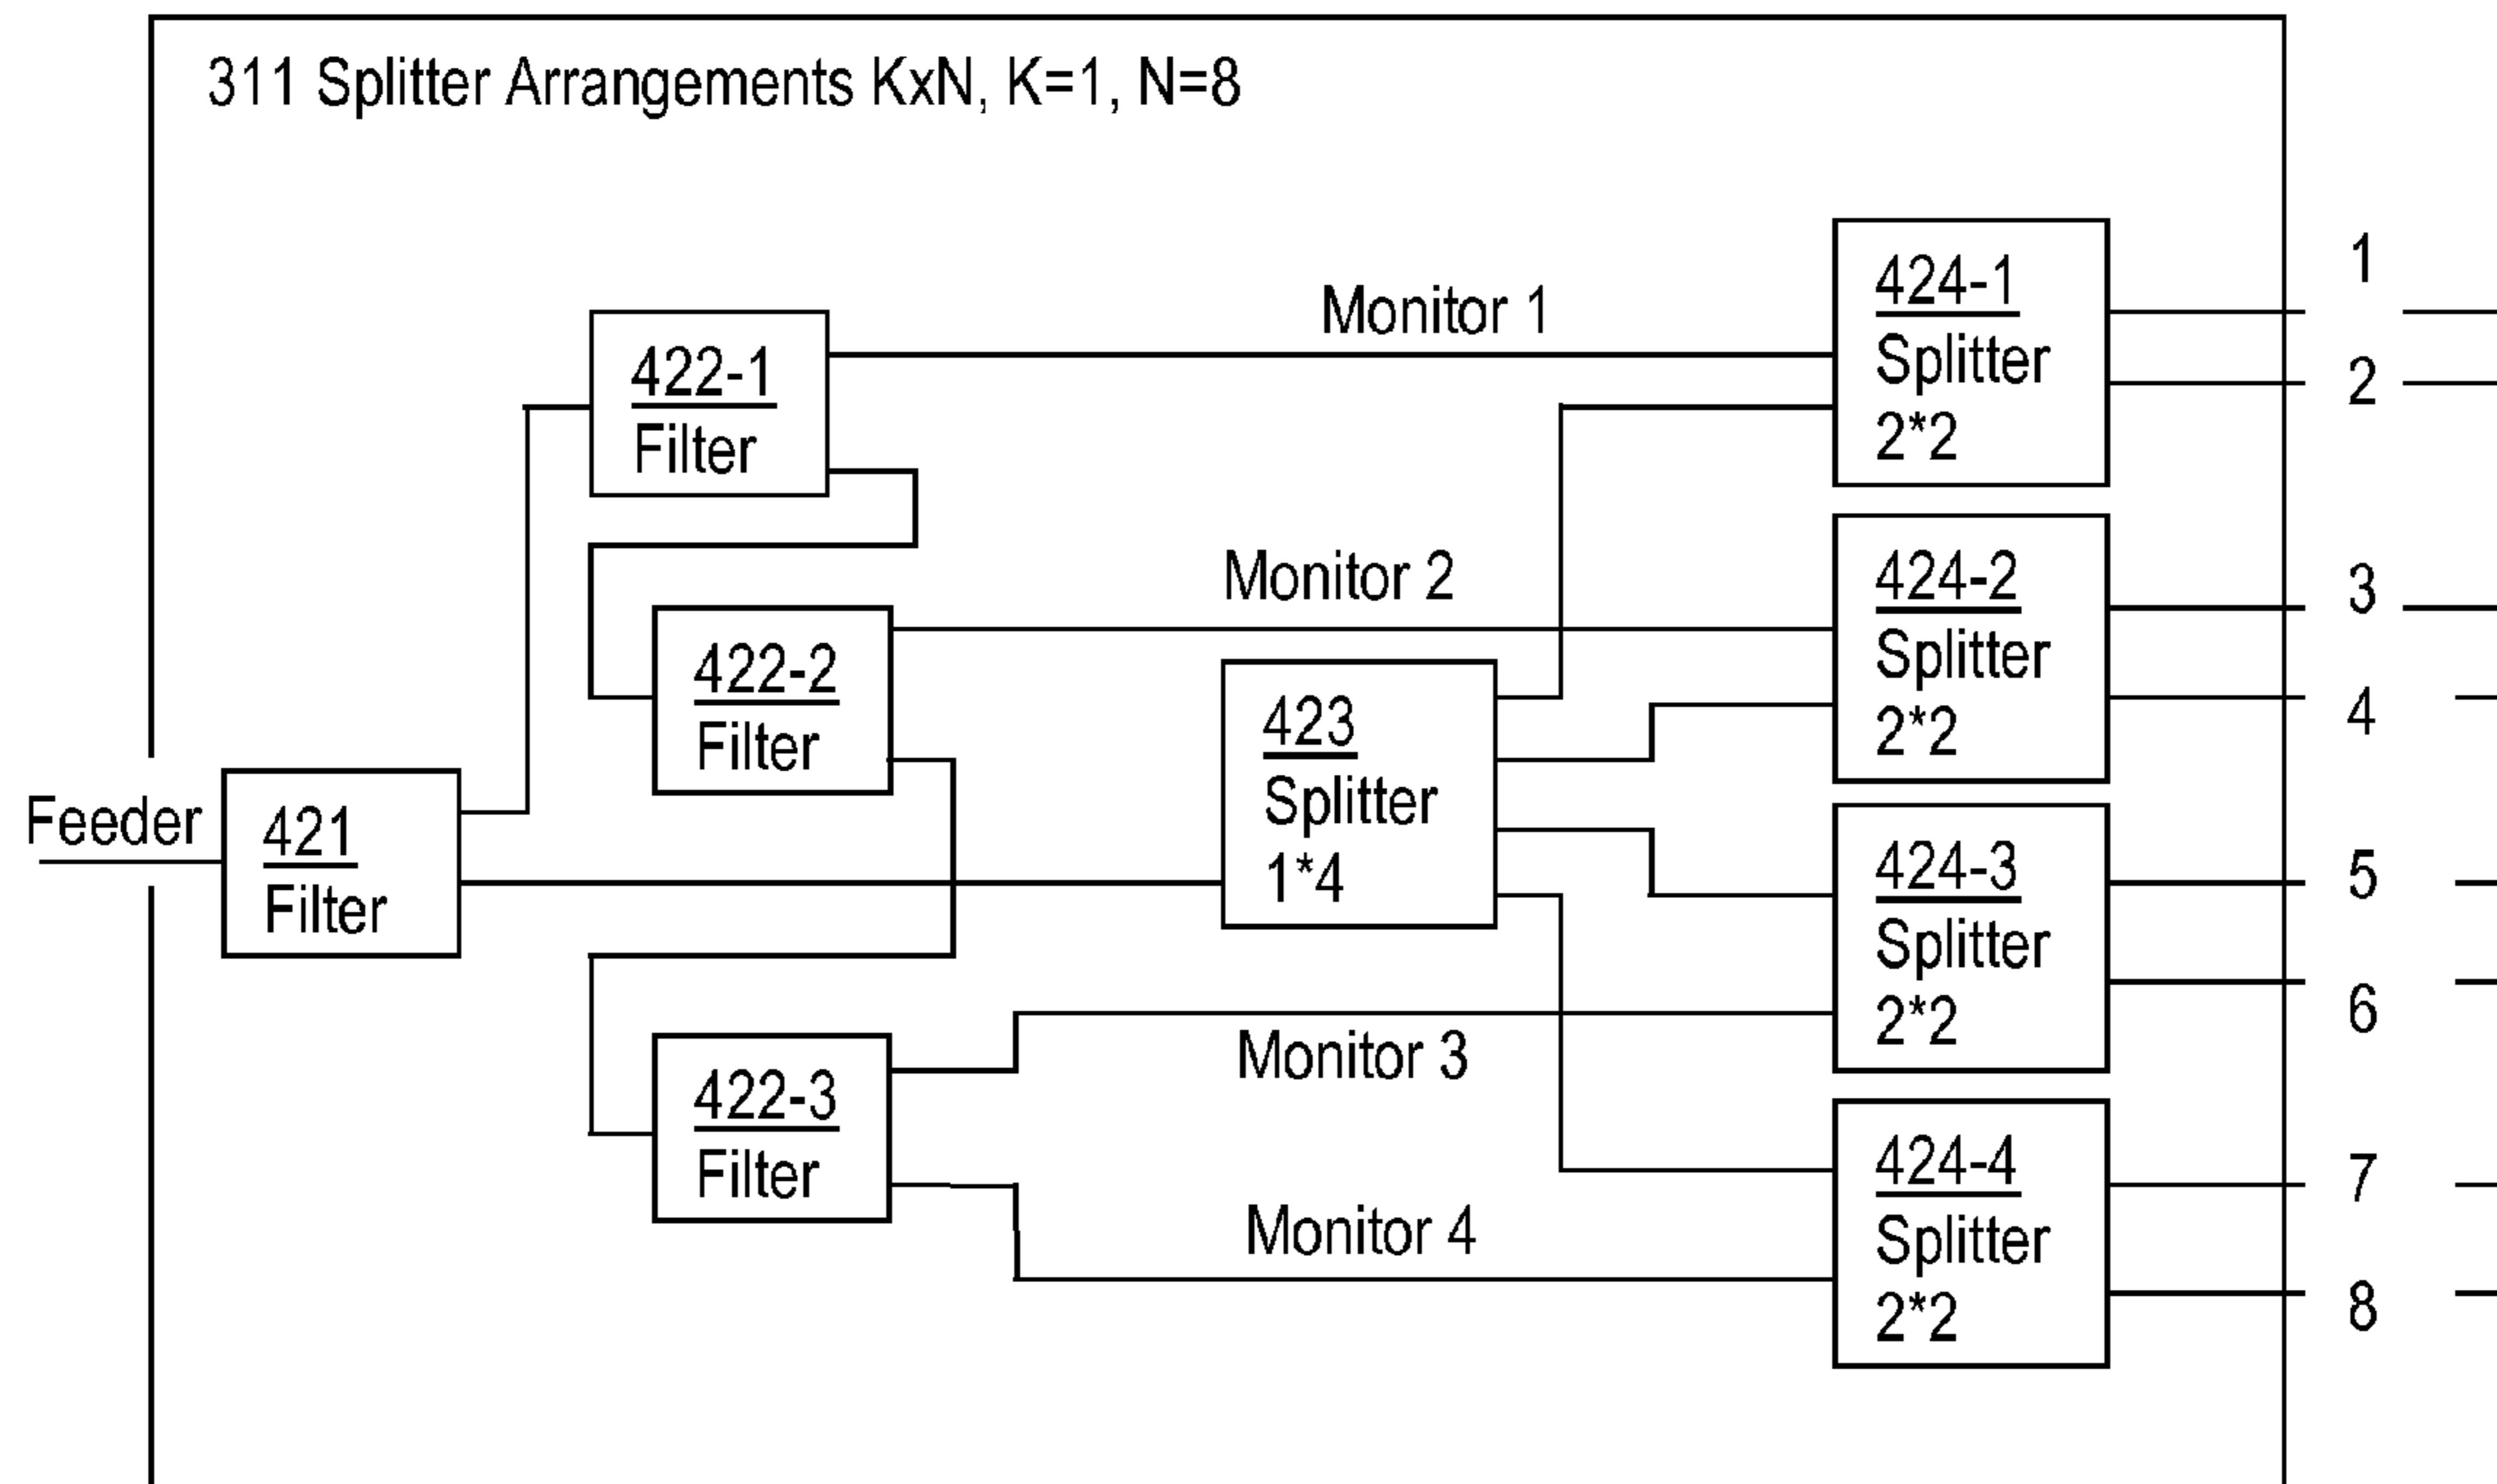 311 Splitter Arrangements KxN, K=1, N=8
Feeder
421
Filter
422-1
Filter
422-2
Filter
422-3
Filter
Monitor 1
Monitor 2
Monitor 3
Monitor 4
423
Splitter
1*4
424-1
Splitter
2*2
424-2
Splitter
2*2
424-3
Splitter
2*2
424-4
Splitter
2*2
1
2
3
4
5
6
7
8